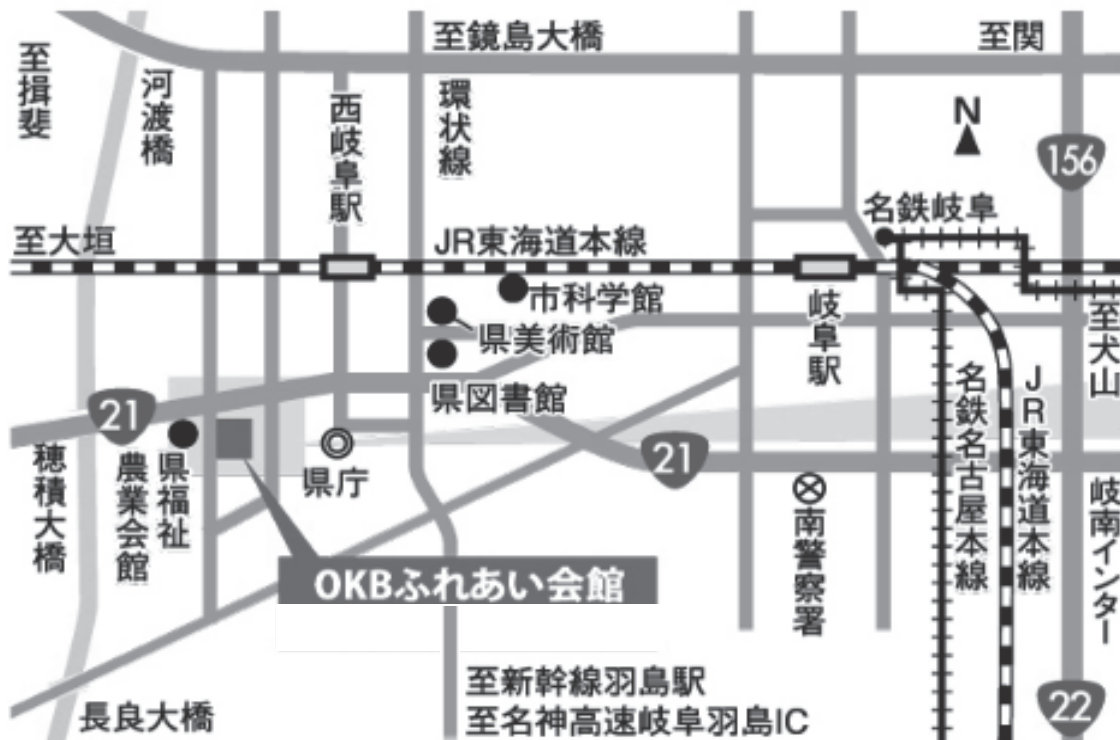 至鏡島大橋
至関
至揖斐
河渡橋
西岐阜駅
環状線
N
156
名鉄岐阜
至大垣
JR東海道本線
市科学館
県美術館
岐阜駅
至犬山
県図書館
21
名鉄名古屋本線
JR東海道本線
穂積大橋
県福祉
農業会館
県庁
21
南警察署
岐南インター
OKBふれあい会館
長良大橋
至新幹線羽島駅
至名神高速岐阜羽島IC
22